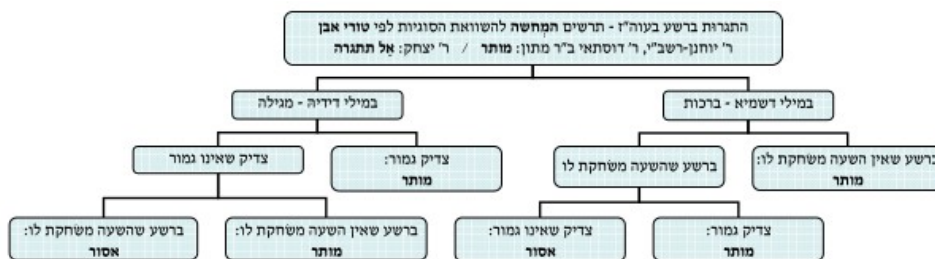 התגרות ברשע בעוה"ז - תרשים המחשה להשוואת הסוגיות לפי טורי אבן
ר' יוחנן-רשב"י, ר' דוסתאי ב"ר מתון: מותר / ר' יצחק: אל תתגרה
במילי דשמיא - ברכות
במילי דידיה - מגילה
ברשע שאין השעה משחקת לו:
מותר
ברשע שהשעה משחקת לו
צדיק גמור:
מותר
צדיק שאינו גמור
צדיק גמור:
מותר
צדיק שאינו גמור:
אסור
ברשע שאין השעה משחקת לו:
מותר
ברשע שהשעה משחקת לו:
אסור